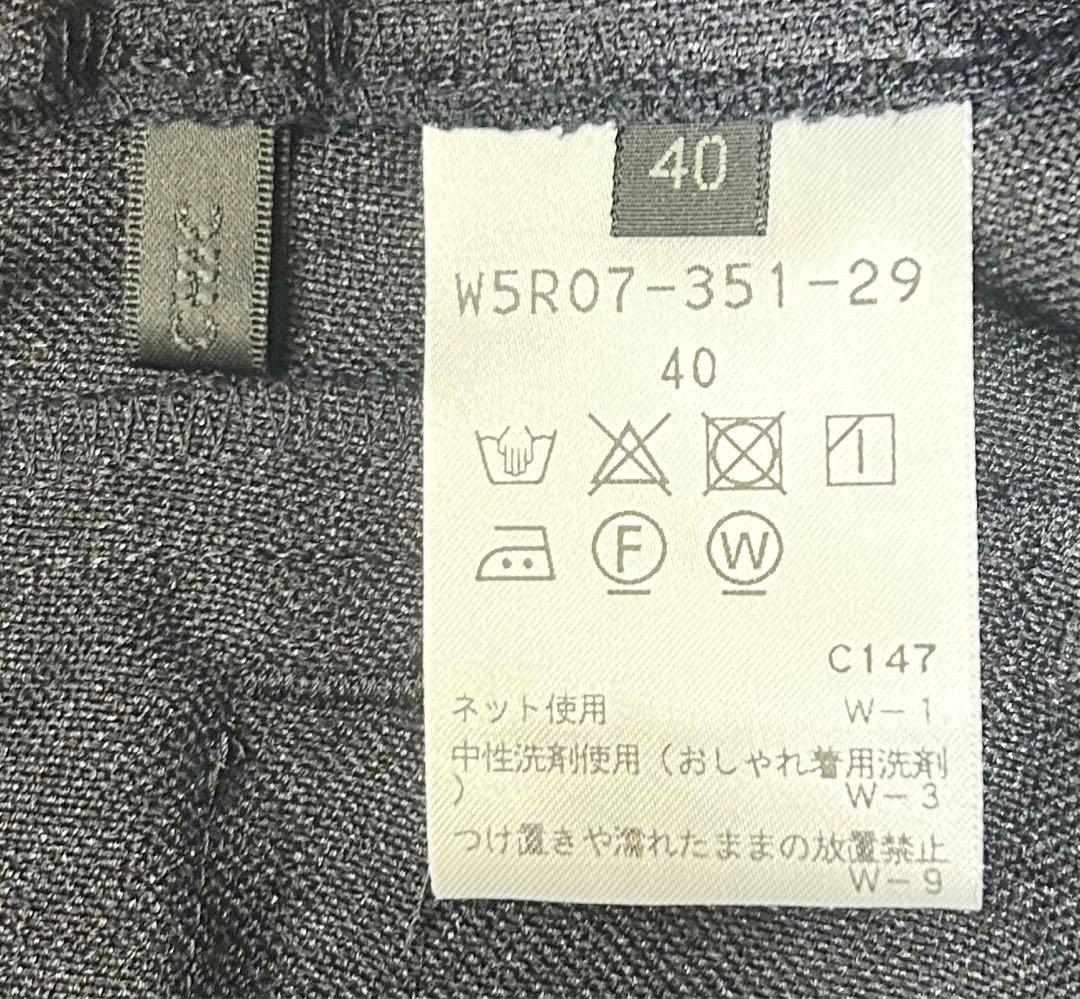 40
W5R07-351-29
40
F W
C147
ネット使用 W-1
中性洗剤使用（おしゃれ着用洗剤
） W-3
つけ置きや濡れたままの放置禁止
W-9